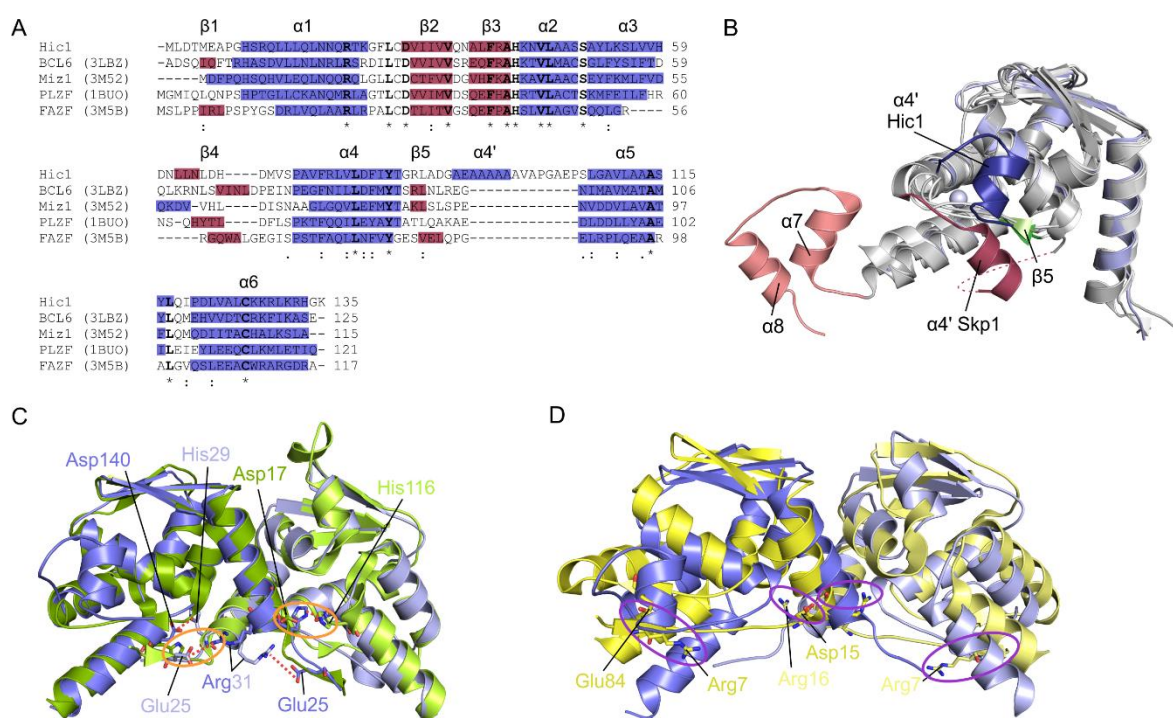 A
β1 α1 β2 β3 α2 α3
Hic1 -MLDTMEAPGHSRQLLLQLNNQRTKGFLCDVIIVVQNALFRAHKNVLAASSAYLKSLVVH 59
BCL6 (3LBZ) -ADSQIQFTRHASDVLLNLNRLRSRDILTDVVIVVSREQFRAHKTVLMACSGLFYSIFTD 59
Miz1 (3M52) -----MDFPQHSQHVLEQLNQQRQLGLLCDCTFVVDGVHFKAHKAVLAACSEYFKMLFVD 55
PLZF (1BUO) MGMIQLQNPSHPTGLLCKANQMRLAGTLCDVVIMVDSQEFHAHRTVLACTSKMFEILFHR 60
FAZF (3M5B) MSLPPIRLPSPYGSDRLVQLAARLRPALCDTLITVGSQEFPAHSLVLAGVSQQLGR---- 56
: * * * : * * ** ** * :
β4 α4 β5 α4' α5
Hic1 DNLLNLDH----DMVSPAVFRLVLDFIYTGRLADGAEAAAAAAVAPGAEPSLGAVLAAAS 115
BCL6 (3LBZ) QLKRNLSVINLDPEINPEGFNILLDFMYTSRLNLREG-------------NIMAVMATAM 106
Miz1 (3M52) QKDV-VHL--DISNAAGLGQVLEFMYTAKLSLSPE---------------NVDDVLAVAT 97
PLZF (1BUO) NS-QHYTL----DFLSPTTFQQILEYAYTATLQAKAE-------------DLDDLLYAAE 102
FAZF (3M5B) -----RGQWALGEGISPSTFAQLLNFVYGESVELQPG-------------ELRPLQEAAR 98
. : .*::: * : . : : *
α6
Hic1 YLQIPDLVALCKKRLKRHGK 135
BCL6 (3LBZ) YLQMEHVVDTCRKFIKASE- 125
Miz1 (3M52) FLQMQDIITACHALKSLA-- 115
PLZF (1BUO) ILEIEYLEEQCLKMLETIQ- 121
FAZF (3M5B) ALGVQSLEEACWRARGDRA- 117
* : : *
B
α4'
Hic1
α7
α8
β5
α4' Skp1
C
His29
Asp140
Asp17
His116
Arg31
Glu25
Glu25
D
Asp15
Glu84
Arg7
Arg16
Arg7